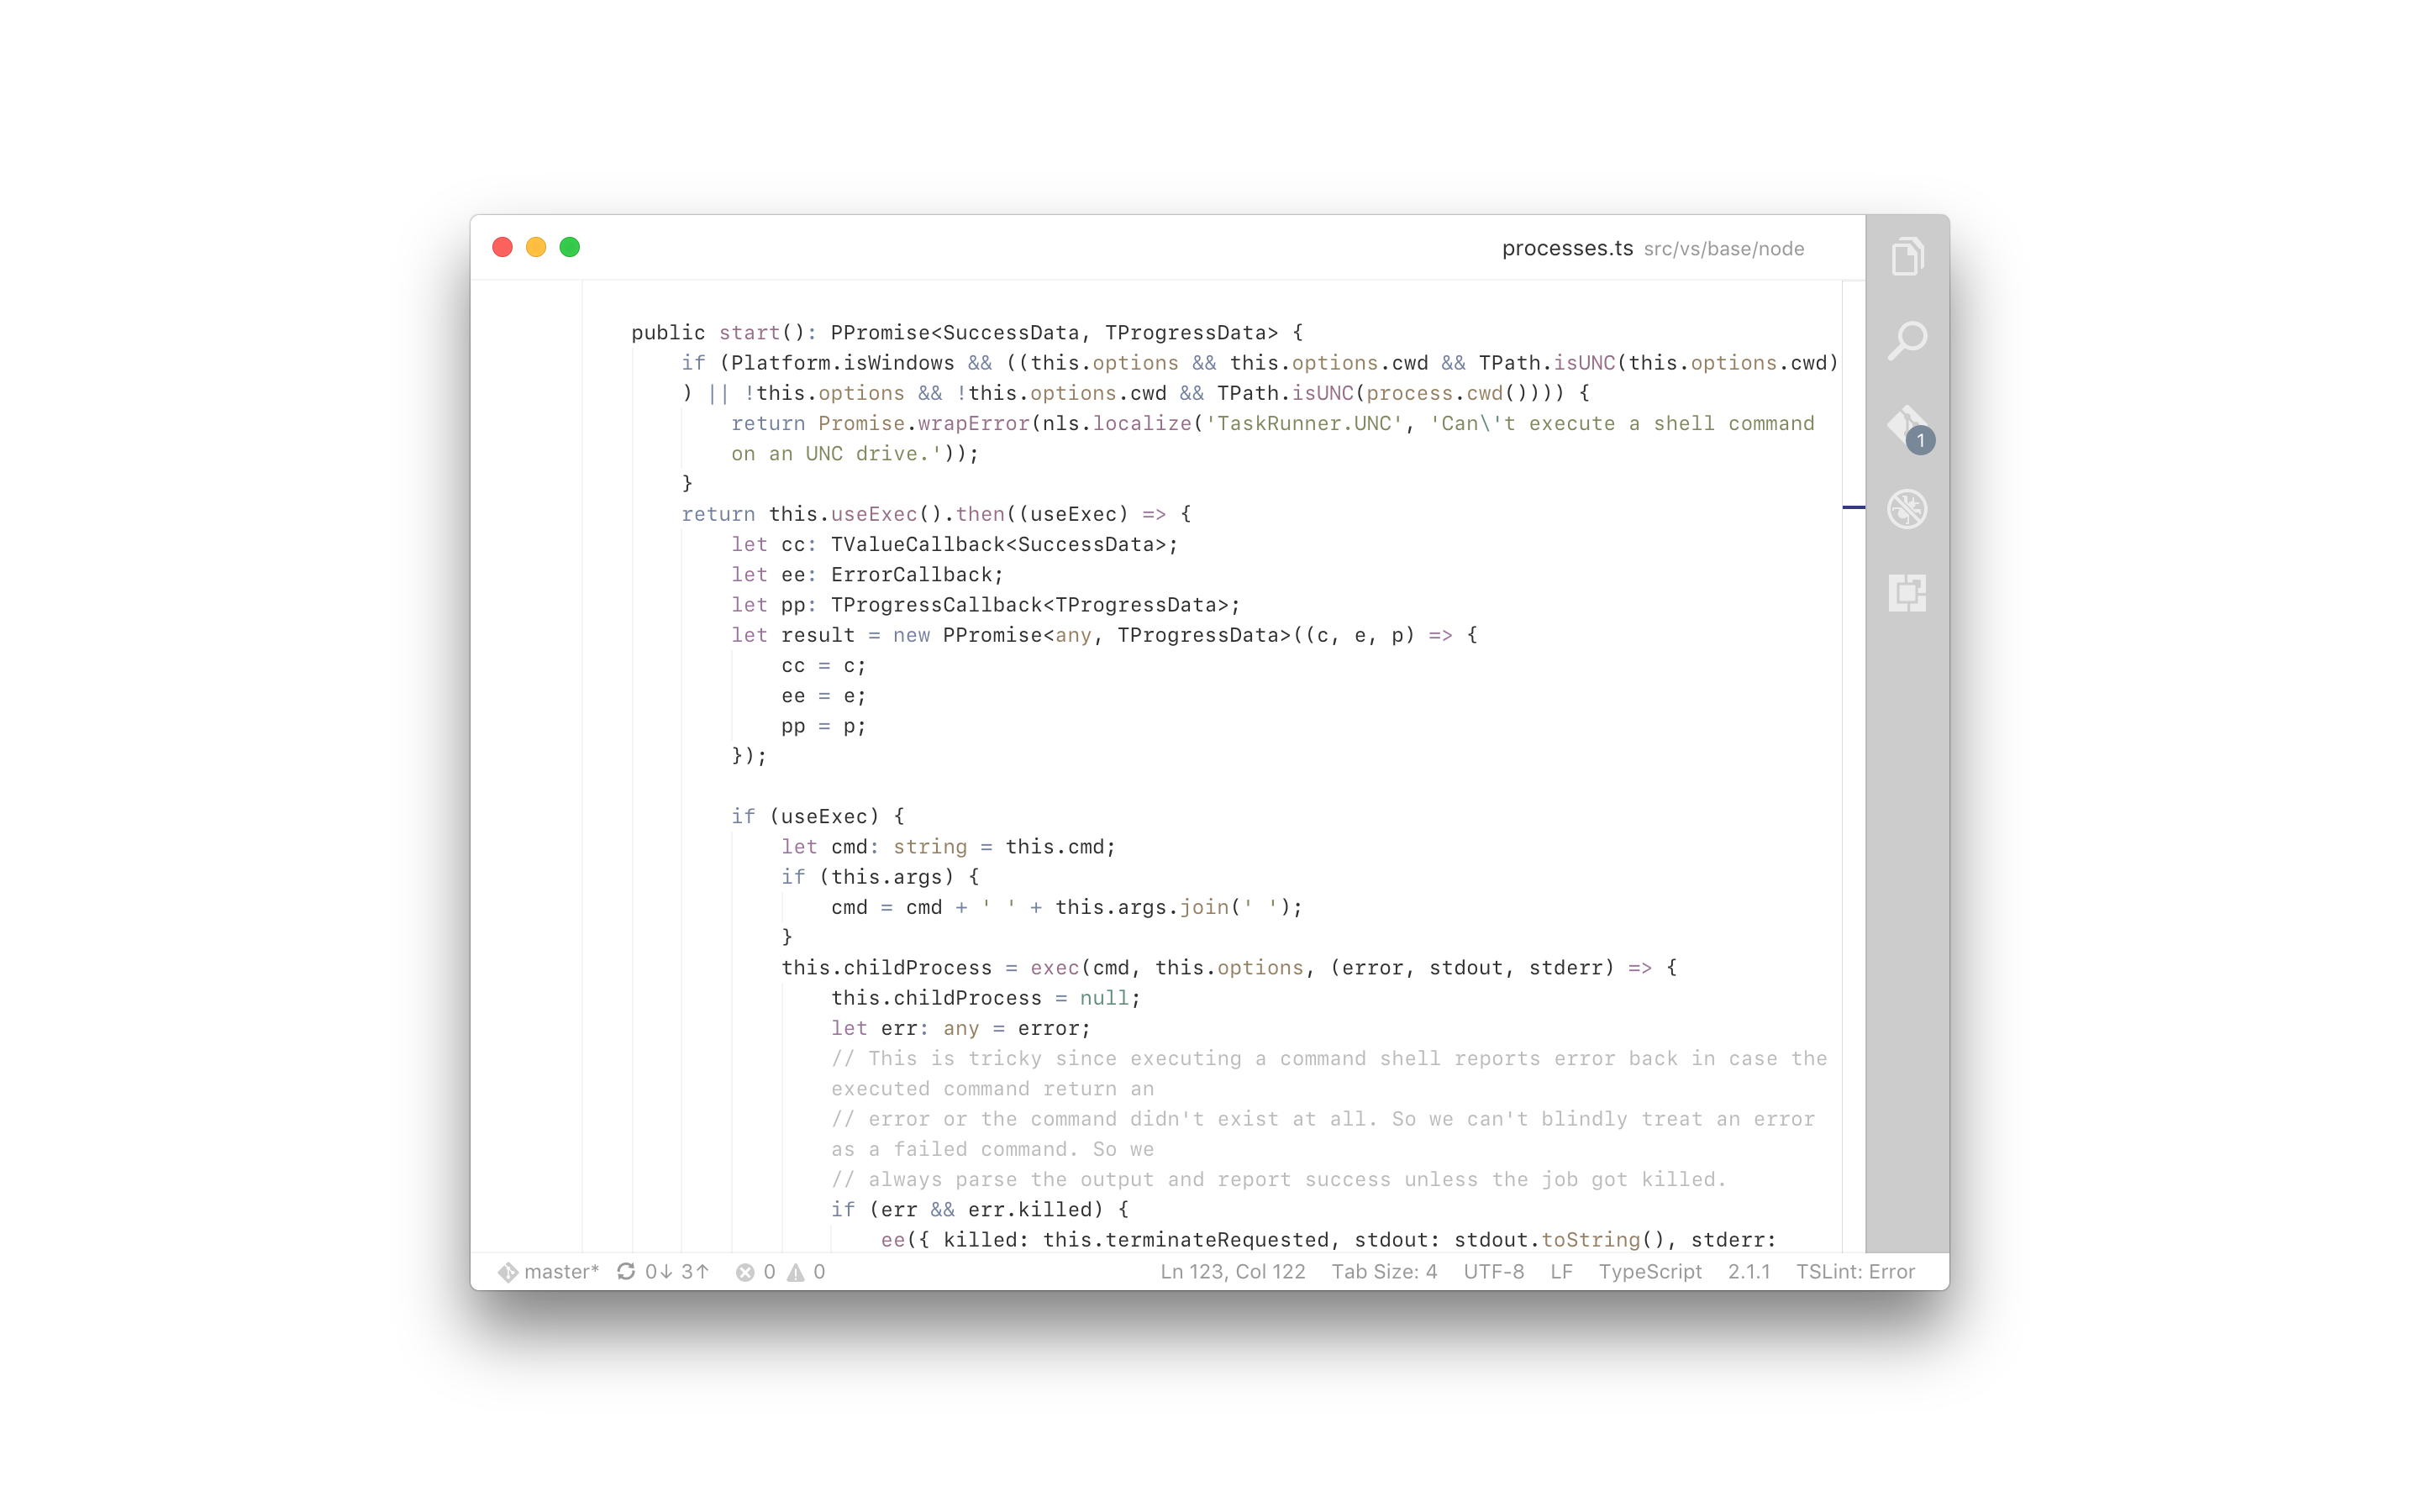 processes.ts src/vs/base/node
public start(): PPromise<SuccessData, TProgressData> {
if (Platform.isWindows && ((this.options && this.options.cwd && TPath.isUNC(this.options.cwd)
) || !this.options && !this.options.cwd && TPath.isUNC(process.cwd()))) {
return Promise.wrapError(nls.localize('TaskRunner.UNC', 'Can\'t execute a shell command
on an UNC drive.'));
}
return this.useExec().then((useExec) => {
let cc: TValueCallback<SuccessData>;
let ee: ErrorCallback;
let pp: TProgressCallback<TProgressData>;
let result = new PPromise<any, TProgressData>((c, e, p) => {
cc = c;
ee = e;
pp = p;
});
if (useExec) {
let cmd: string = this.cmd;
if (this.args) {
cmd = cmd + ' ' + this.args.join(' ');
}
this.childProcess = exec(cmd, this.options, (error, stdout, stderr) => {
this.childProcess = null;
let err: any = error;
// This is tricky since executing a command shell reports error back in case the
executed command return an
// error or the command didn't exist at all. So we can't blindly treat an error
as a failed command. So we
// always parse the output and report success unless the job got killed.
if (err && err.killed) {
ee({ killed: this.terminateRequested, stdout: stdout.toString(), stderr:
1
master* 0↓ 3↑ 0 0 Ln 123, Col 122 Tab Size: 4 UTF-8 LF TypeScript 2.1.1 TSLint: Error